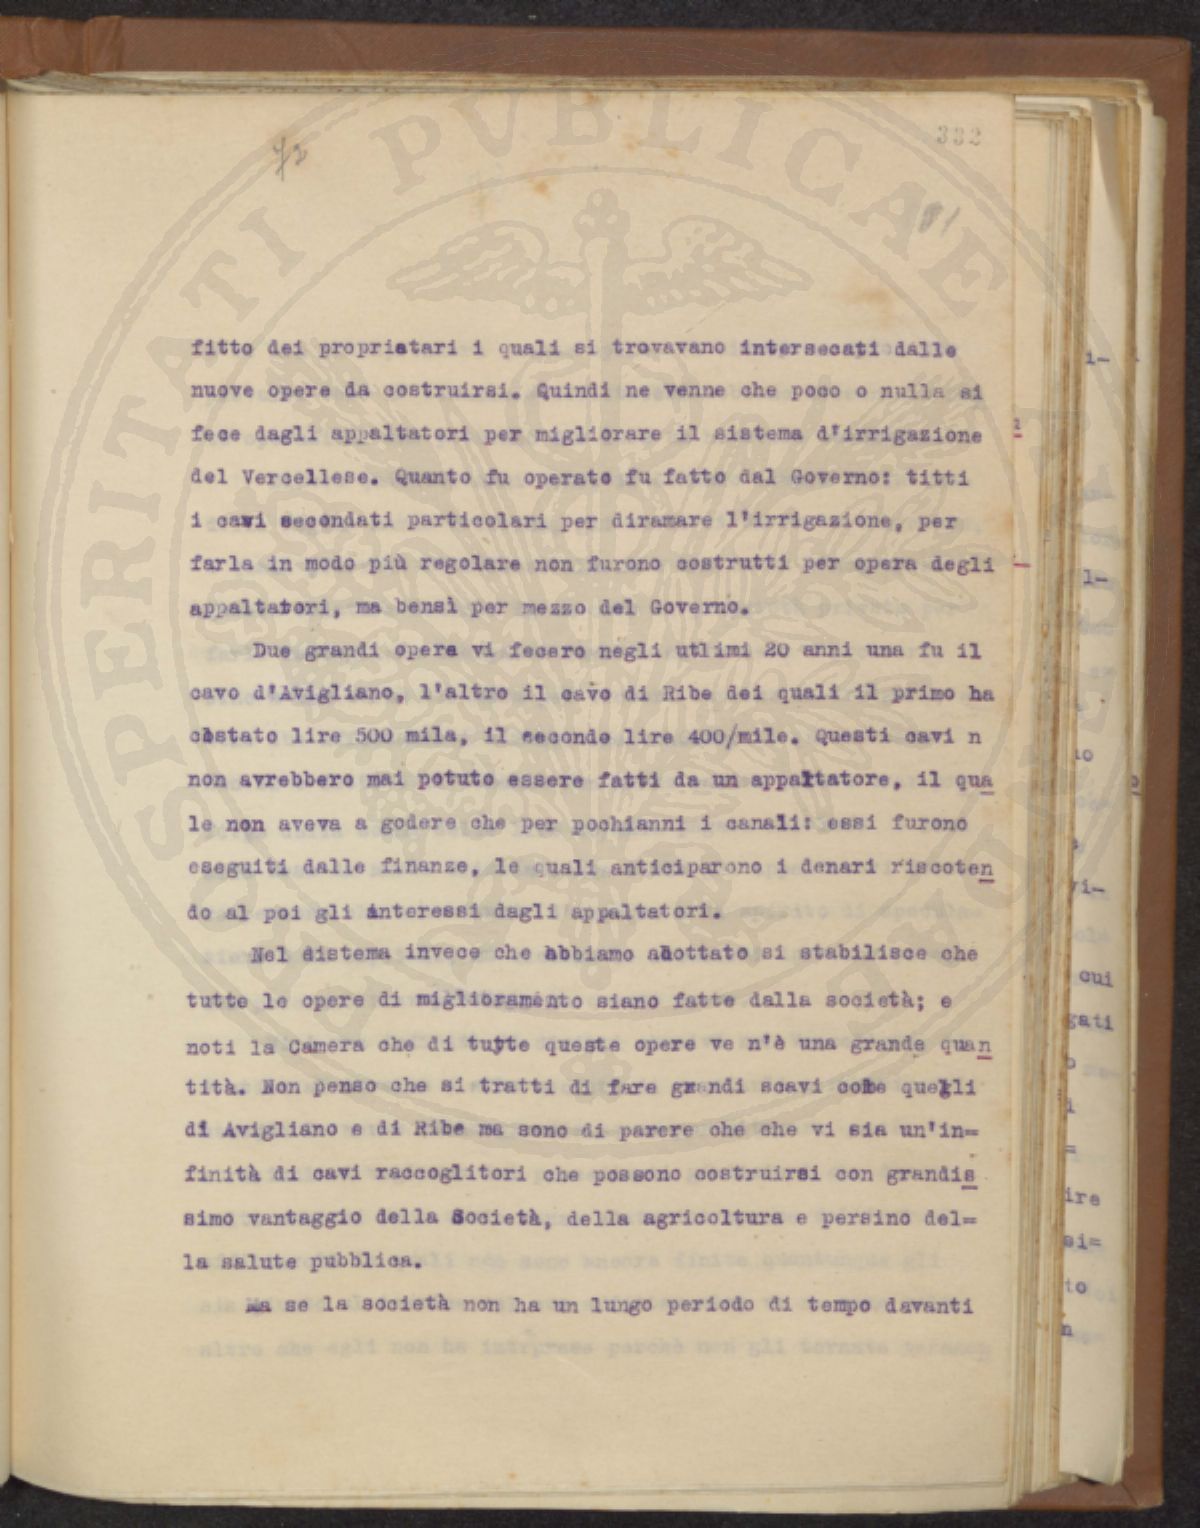 332
72
81
fitto dei proprietari i quali si trovavano intersecati dalle
nuove opere da costruirsi. Quindi ne venne che poco o nulla si
fece dagli appaltatori per migliorare il sistema d'irrigazione
del Vercellese. Quanto fu operato fu fatto dal Governo: titti
i cavi secondati particolari per diramare l'irrigazione, per
farla in modo più regolare non furono costrutti per opera degli
appaltatori, ma bensì per mezzo del Governo.
Due grandi opere vi fecero negli utlimi 20 anni una fu il
cavo d'Avigliano, l'altro il cavo di Ribe dei quali il primo ha
costato lire 500 mila, il secondo lire 400/mile. Questi cavi n
non avrebbero mai potuto essere fatti da un appaltatore, il qua
le non aveva a godere che per pochianni i canali: essi furono
eseguiti dalle finanze, le quali anticiparono i denari riscoten
do al poi gli interessi dagli appaltatori.
Nel distema invece che abbiamo adottato si stabilisce che
tutte le opere di miglioramento siano fatte dalla società; e
noti la Camera che di tutte queste opere ve n'è una grande quan
tità. Non penso che si tratti di fare grandi scavi come quelli
di Avigliano e di Ribe ma sono di parere che che vi sia un'in=
finità di cavi raccoglitori che possono costruirsi con grandis
simo vantaggio della Società, della agricoltura e persino del=
la salute pubblica.
Ma se la società non ha un lungo periodo di tempo davanti
PROSPERITATI PUBLICAE AUGENDAE